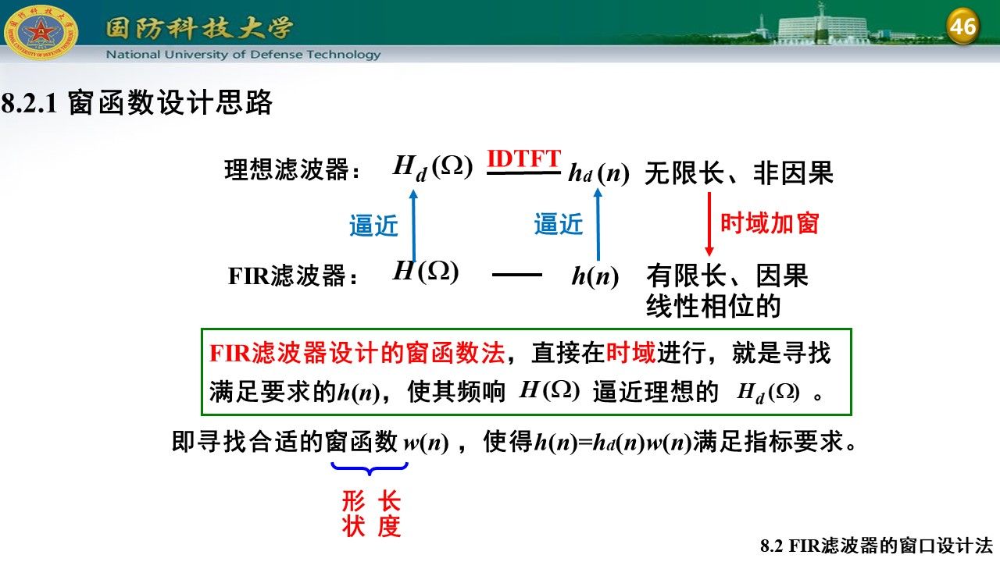 国防科技大学
National University of Defense Technology
46
8.2.1 窗函数设计思路
理想滤波器： H_d(Ω) IDTFT h_d(n) 无限长、非因果
逼近 逼近 时域加窗
FIR滤波器： H(Ω) — h(n) 有限长、因果
线性相位的
FIR滤波器设计的窗函数法，直接在时域进行，就是寻找
满足要求的h(n)，使其频响 H(Ω) 逼近理想的 H_d(Ω) 。
即寻找合适的窗函数 w(n) ，使得h(n)=h_d(n)w(n)满足指标要求。
形状 长度
8.2 FIR滤波器的窗口设计法